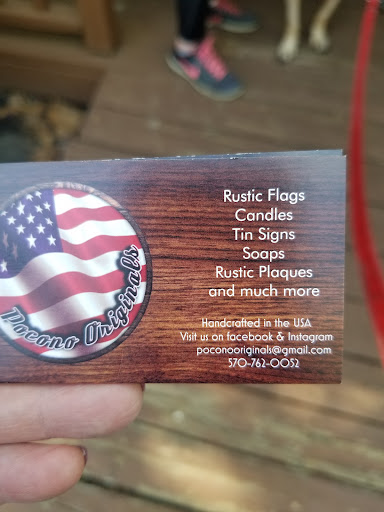 Pocono Originals
Rustic Flags
Candles
Tin Signs
Soaps
Rustic Plaques
and much more
Handcrafted in the USA
Visit us on facebook & Instagram
poconooriginals@gmail.com
570-762-0052